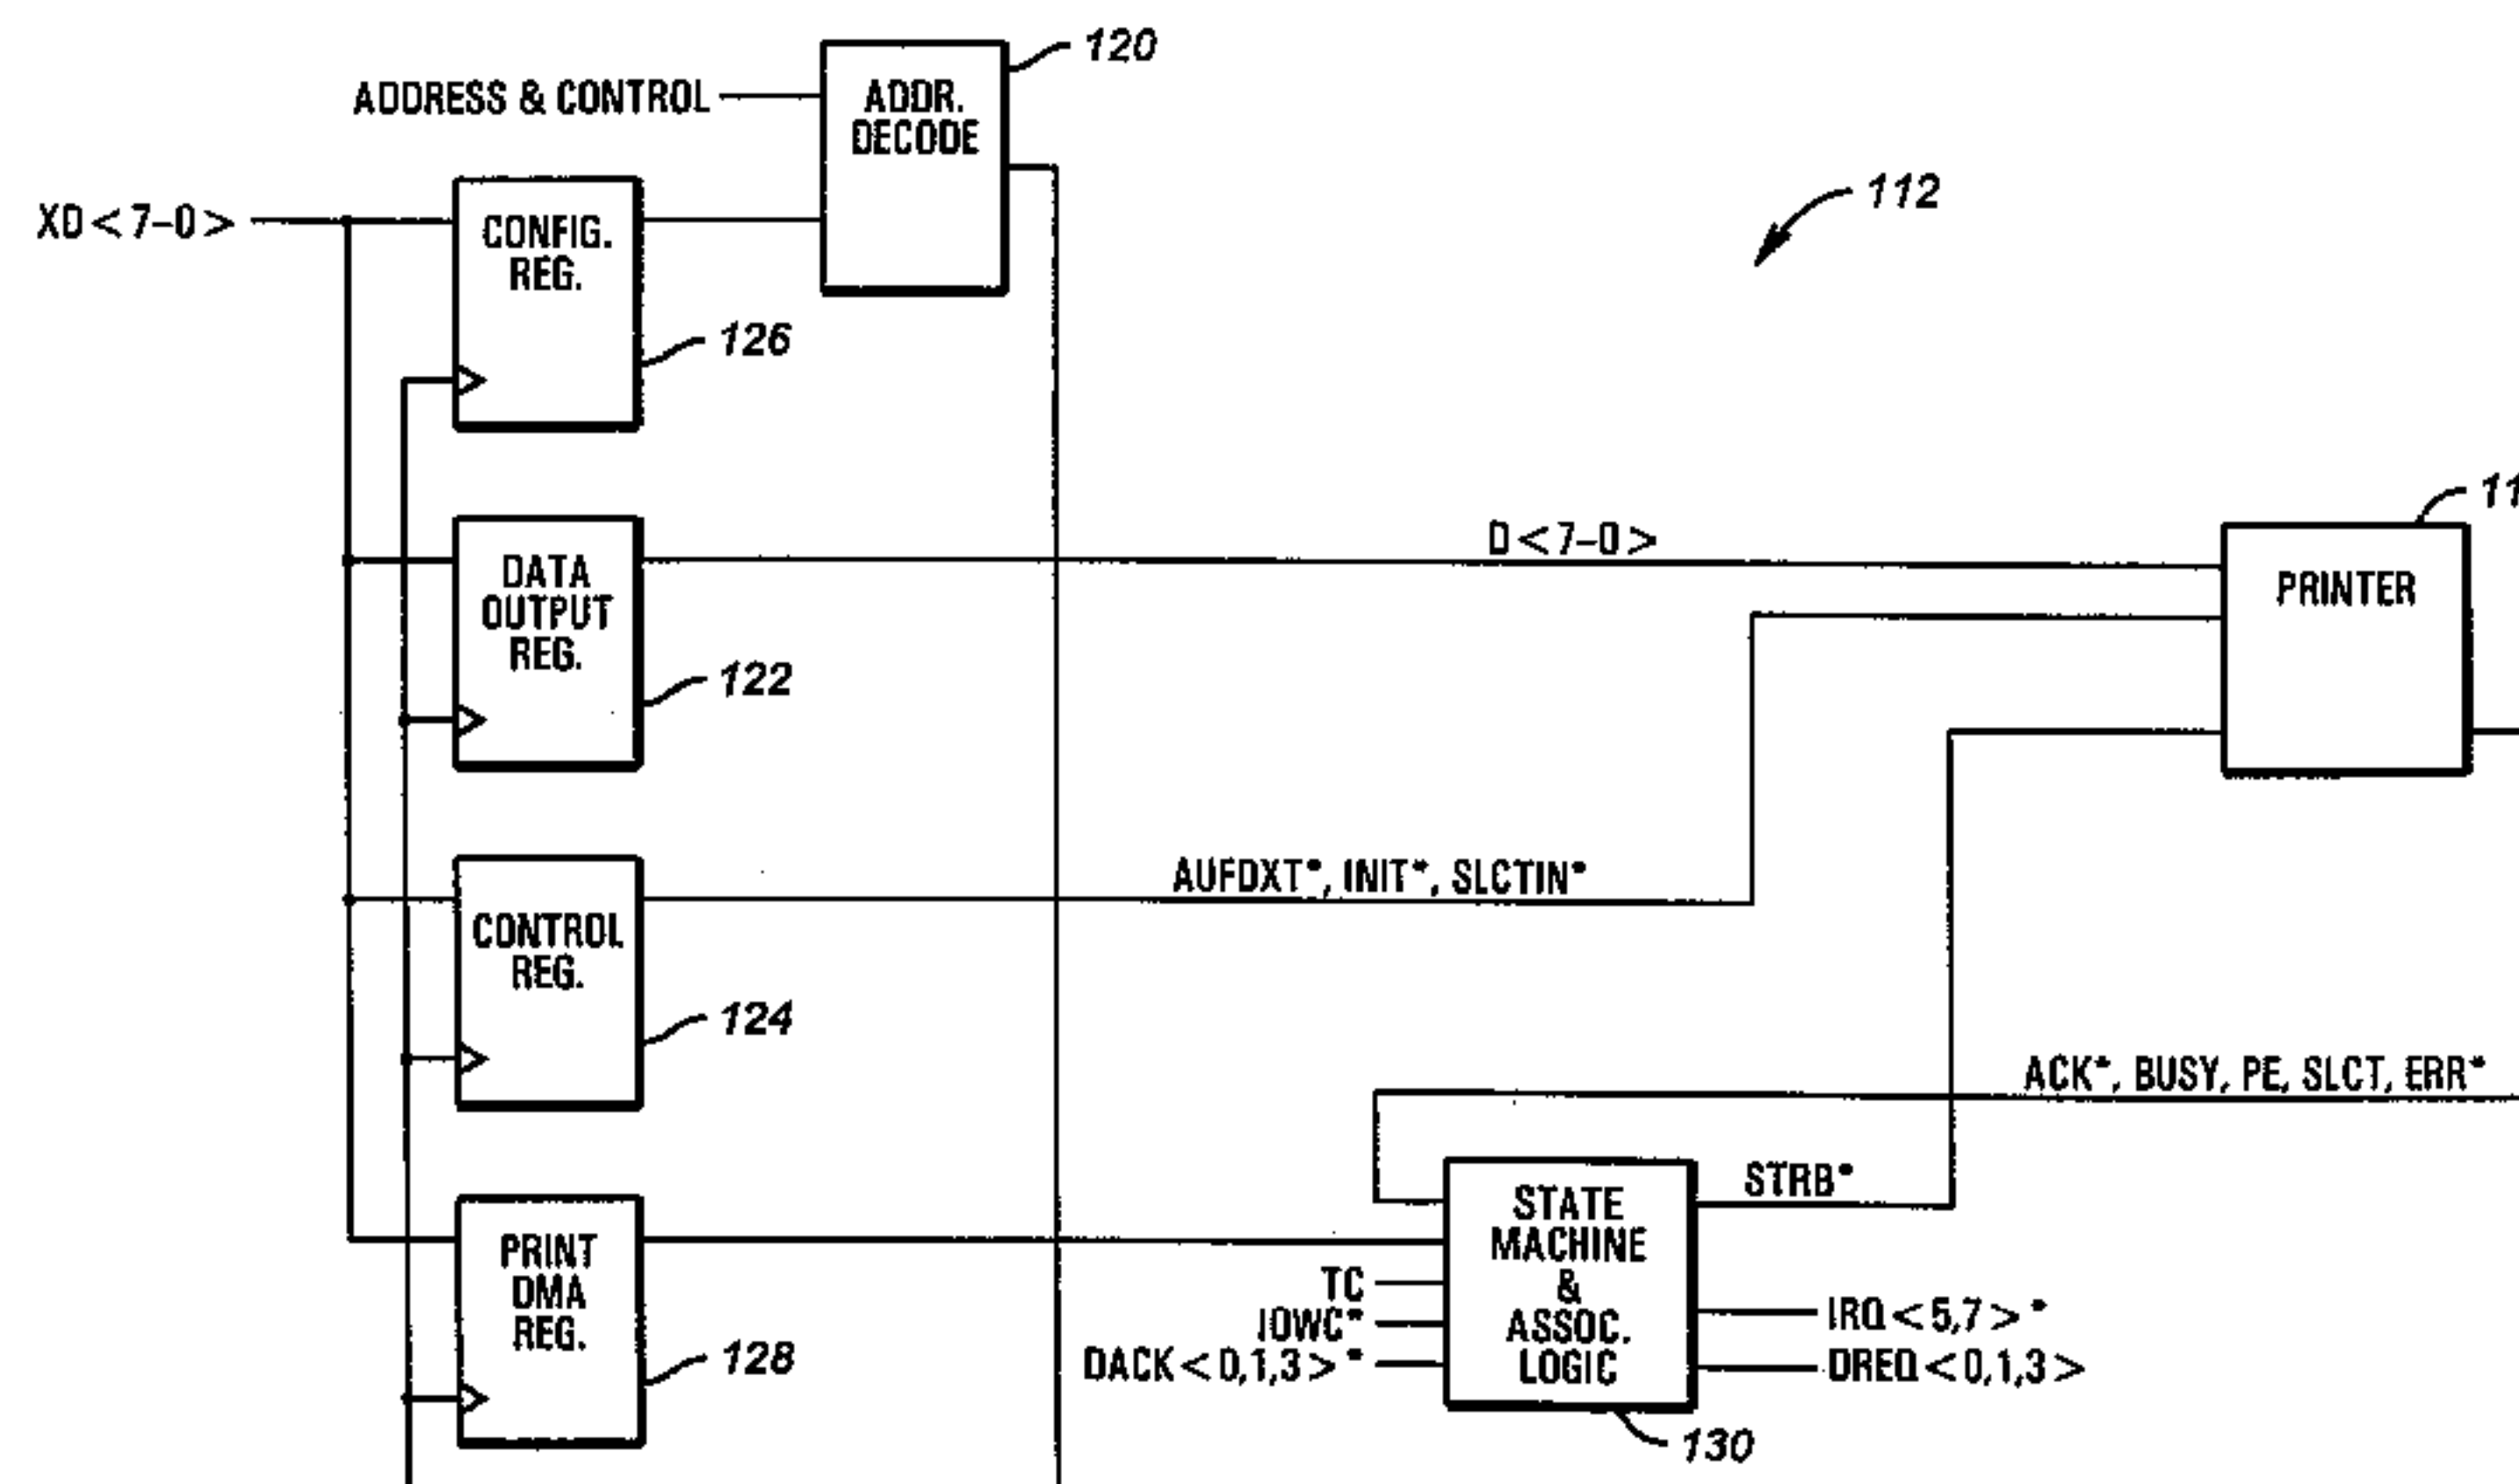 120
ADDRESS & CONTROL
ADDR.
DECODE
112
XD<7-0>
CONFIG.
REG.
126
D<7-0>
PRINTER
DATA
OUTPUT
REG.
122
AUFDXT*, INIT*, SLCTIN*
CONTROL
REG.
124
ACK*, BUSY, PE, SLCT, ERR*
STRB*
STATE
MACHINE
&
ASSOC.
LOGIC
PRINT
DMA
REG.
128
TC
IOWC*
DACK<0,1,3>*
IRQ<5,7>*
DREQ<0,1,3>
130